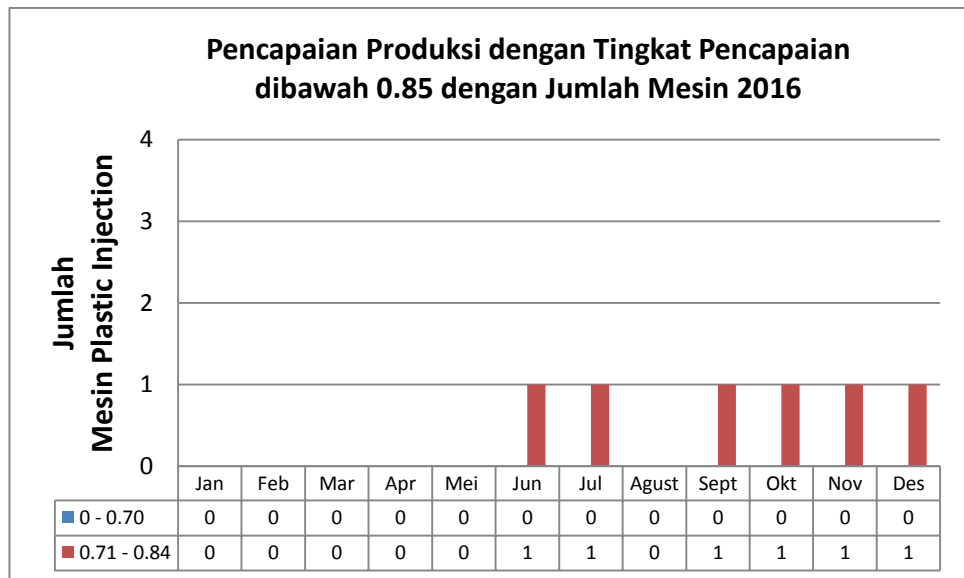 Pencapaian Produksi dengan Tingkat Pencapaian
dibawah 0.85 dengan Jumlah Mesin 2016
Jumlah
Mesin Plastic Injection
4
3
2
1
0
Jan Feb Mar Apr Mei Jun Jul Agust Sept Okt Nov Des
0 - 0.70 0 0 0 0 0 0 0 0 0 0 0 0
0.71 - 0.84 0 0 0 0 0 1 1 0 1 1 1 1